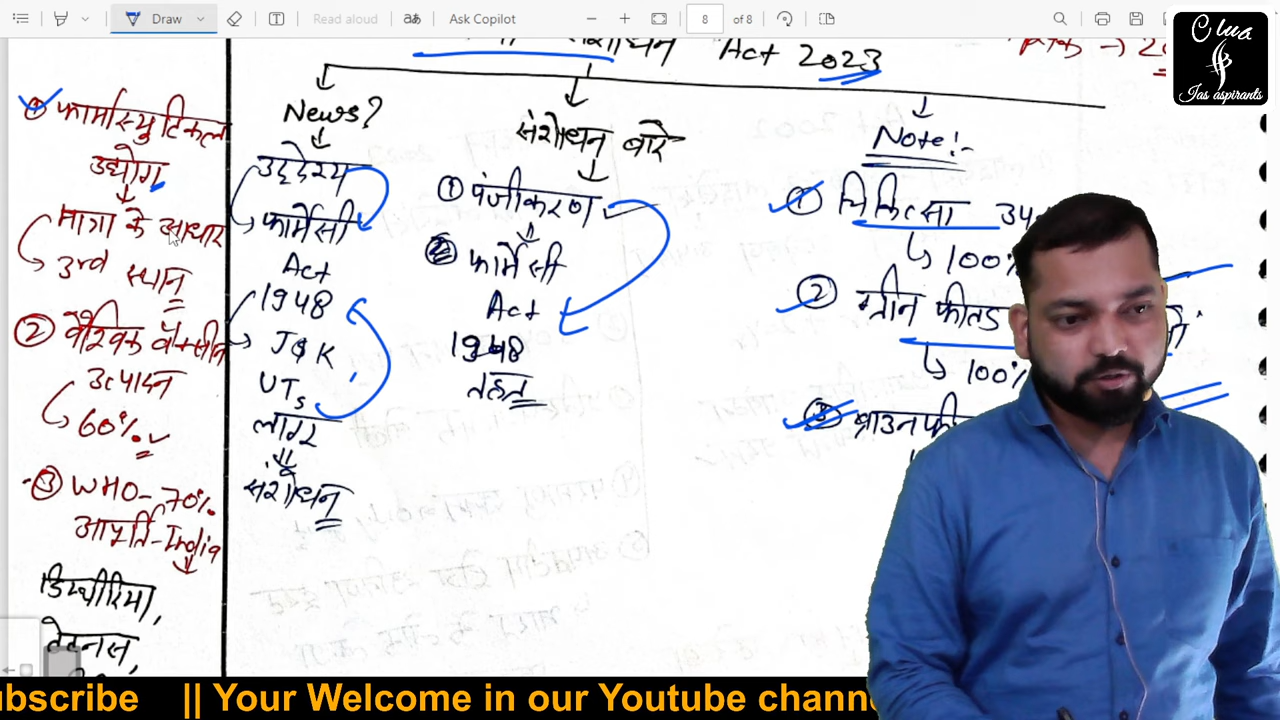 Draw
Read aloud
Ask Copilot
8 of 8
Clua
Ias aspirants
संशोधन Act 2023
News?
उद्देश्य
फार्मेसी
Act
1948
J&K
UTs
लागू
संशोधन
संशोधन बारे
① पंजीकरण
② फार्मेसी
Act
1948
तहत
Note:-
① चिकित्सा
100%
② ग्रीन फील्ड
100%
③ ब्राउनफी
① फार्मास्युटिकल
उद्योग
मात्रा के आधार
3rd स्थान
② वैश्विक वैक्सीन
उत्पादन
60%
③ WHO - 70%
आपूर्ति - India
डिप्थीरिया,
टेटनस,
ubscribe || Your Welcome in our Youtube chann